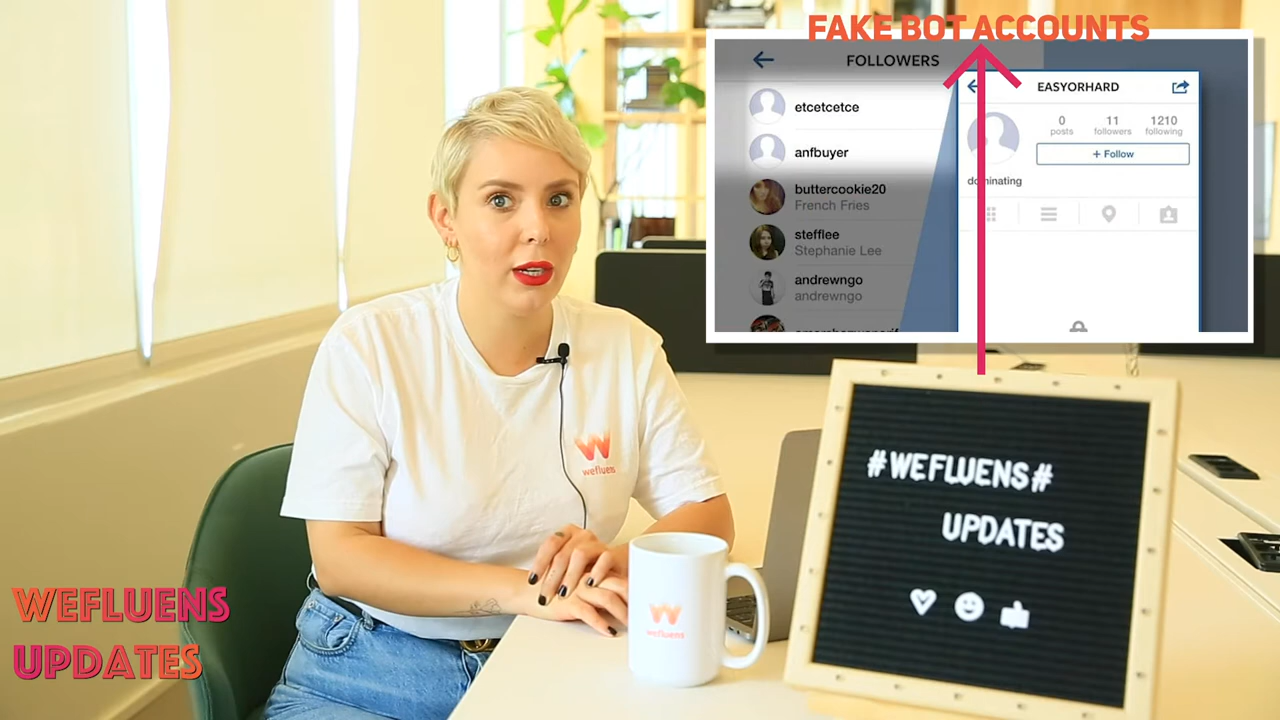 FAKE BOT ACCOUNTS
FOLLOWERS
etcetcetce
anfbuyer
buttercookie20
French Fries
stefflee
Stephanie Lee
andrewngo
andrewngo
EASYORHARD
0 11 1210
posts followers following
+ Follow
wefluens
wefluens
#WEFLUENS#
UPDATES
WEFLUENS
UPDATES